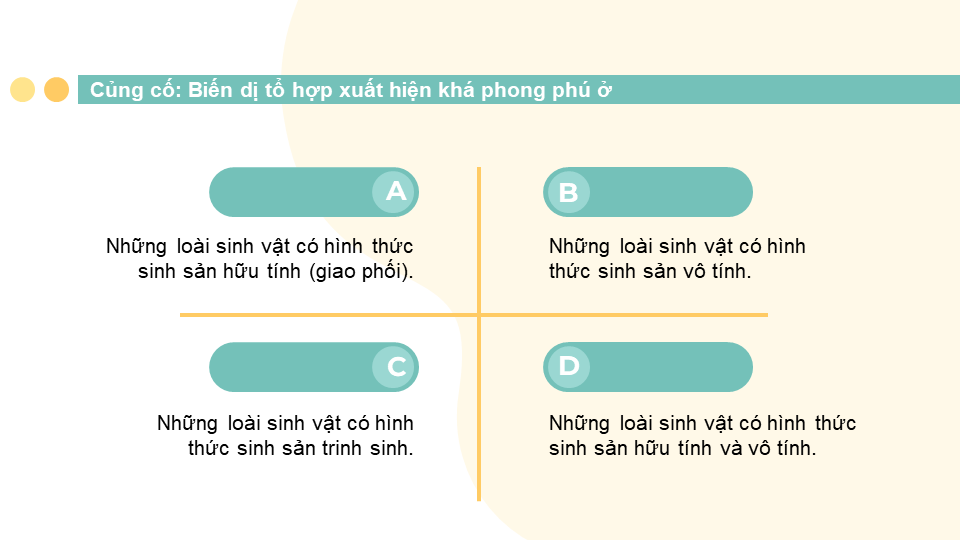 Củng cố: Biến dị tổ hợp xuất hiện khá phong phú ở
A
Những loài sinh vật có hình thức
sinh sản hữu tính (giao phối).
B
Những loài sinh vật có hình
thức sinh sản vô tính.
C
Những loài sinh vật có hình
thức sinh sản trinh sinh.
D
Những loài sinh vật có hình thức
sinh sản hữu tính và vô tính.